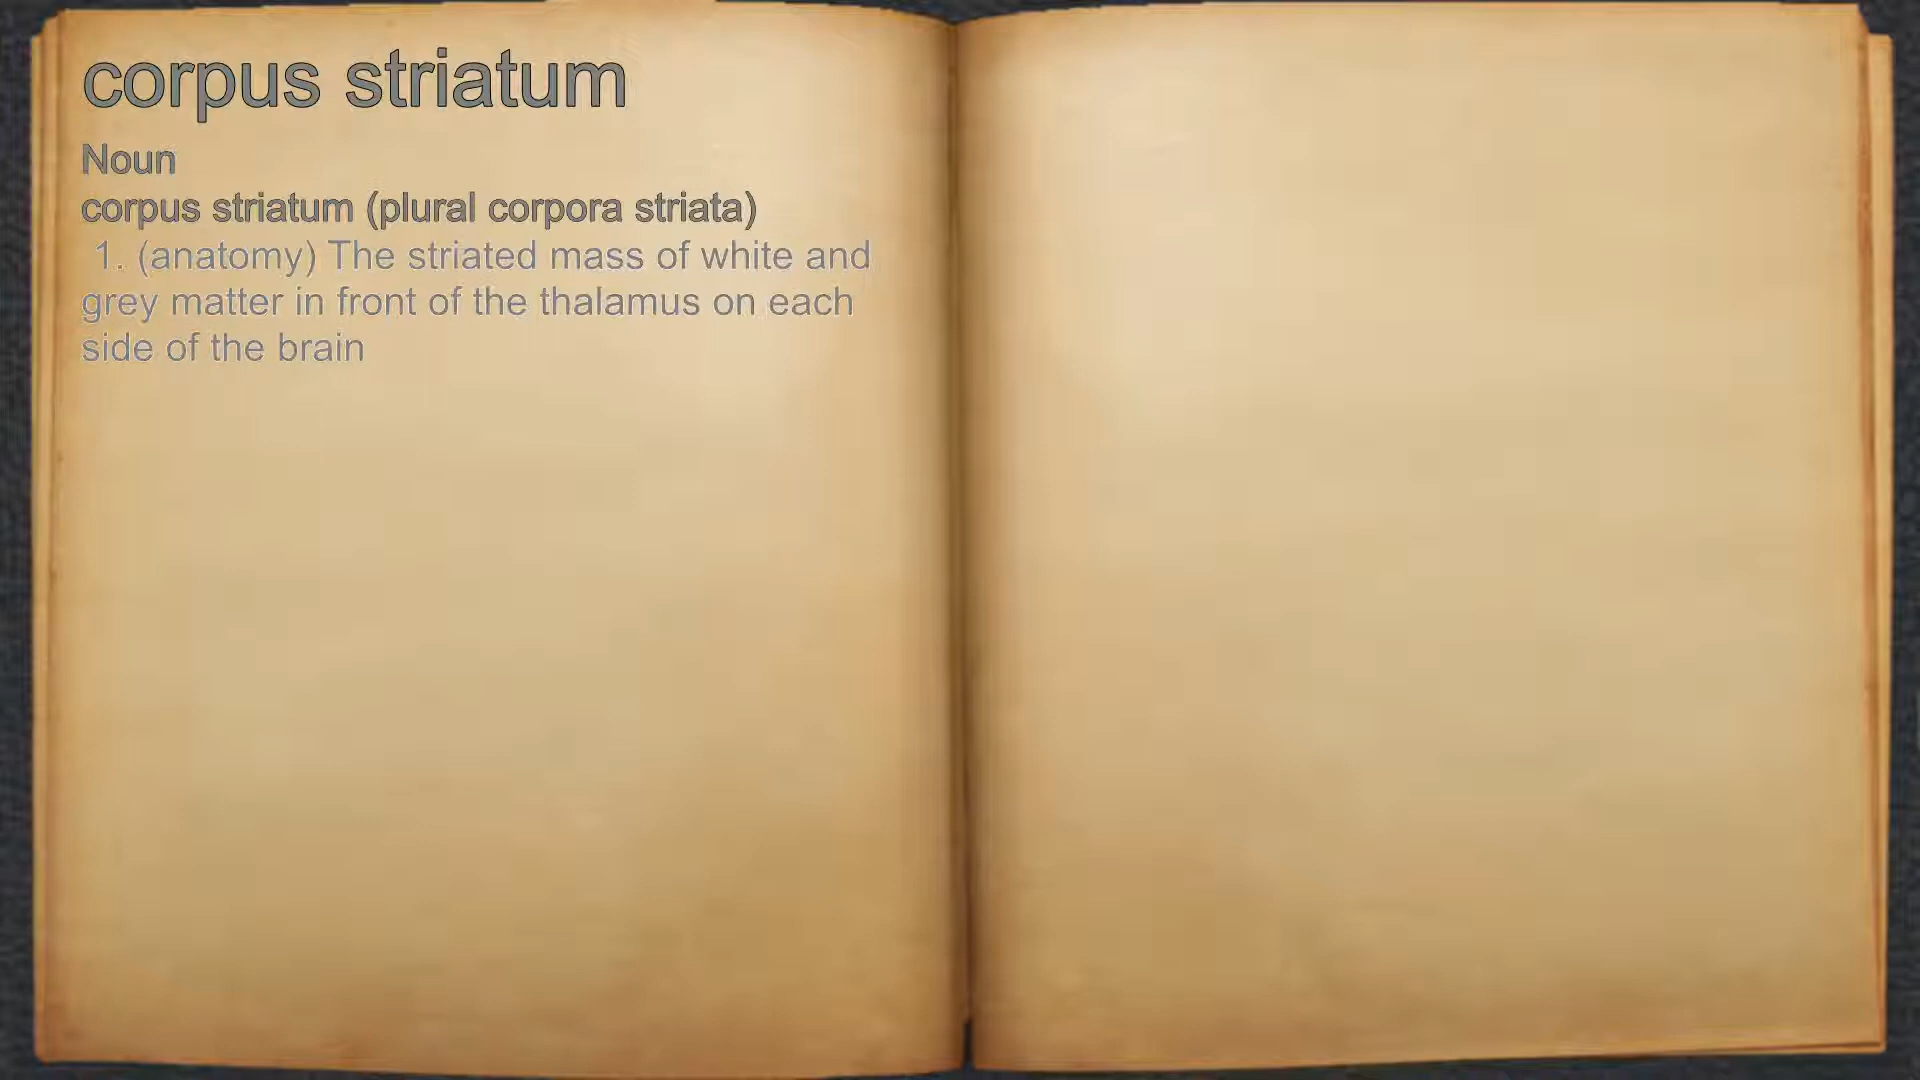 corpus striatum
Noun
corpus striatum (plural corpora striata)
1. (anatomy) The striated mass of white and
grey matter in front of the thalamus on each
side of the brain